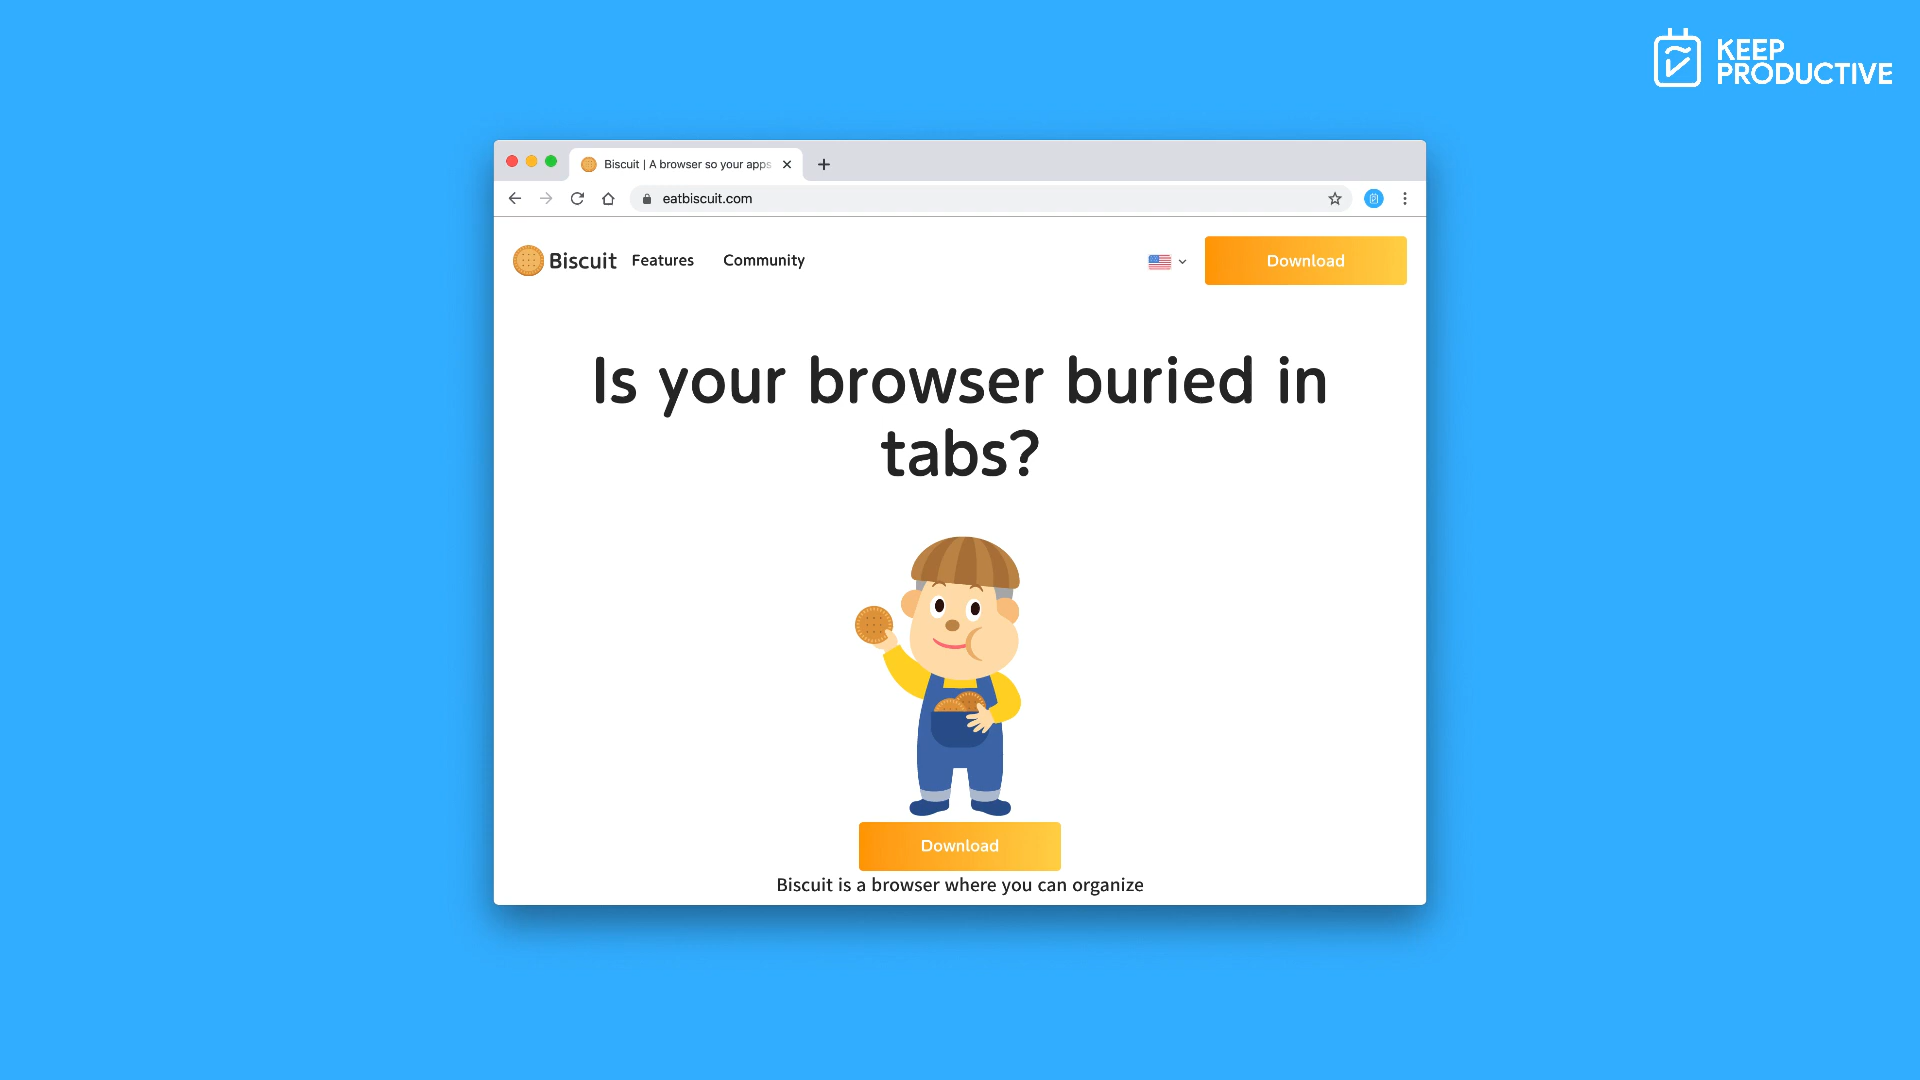 KEEP
PRODUCTIVE
Biscuit | A browser so your apps
eatbiscuit.com
Biscuit Features Community Download
Is your browser buried in
tabs?
Download
Biscuit is a browser where you can organize